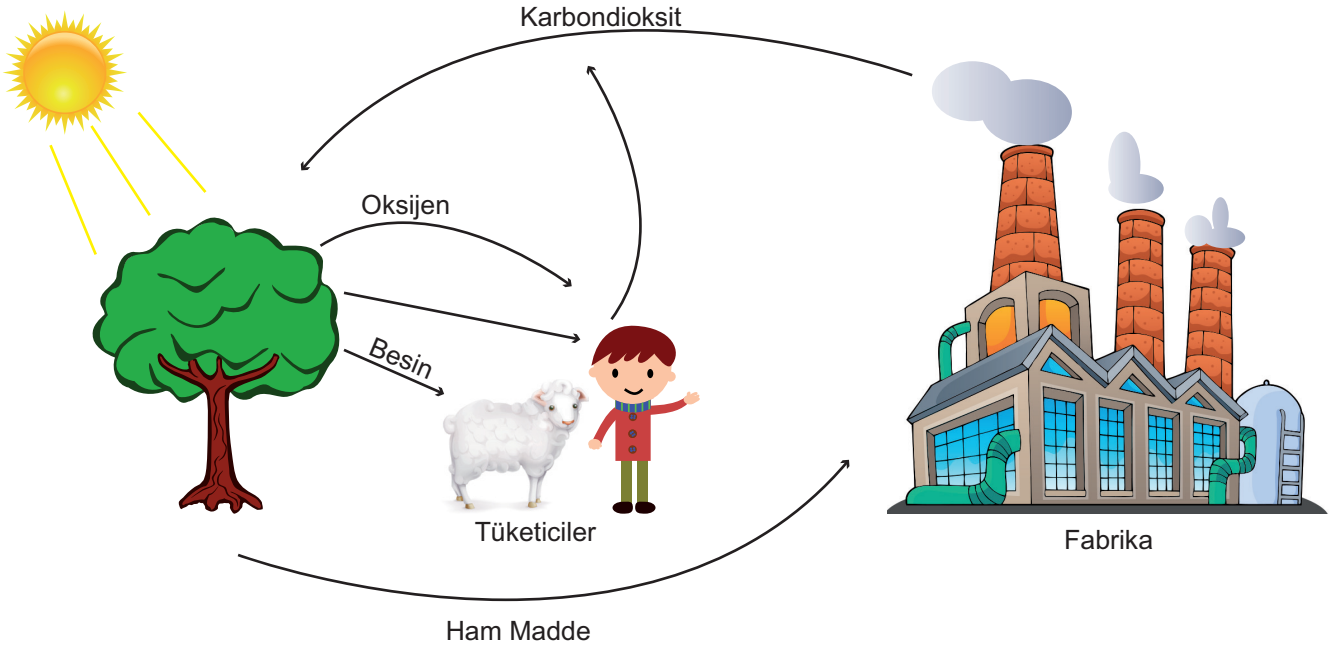 Karbondioksit
Oksijen
Besin
Tüketiciler
Fabrika
Ham Madde